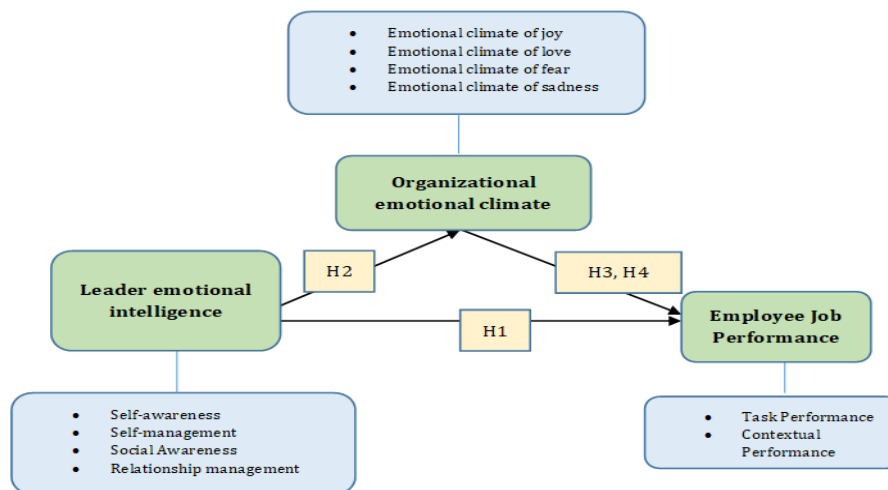 • Emotional climate of joy
• Emotional climate of love
• Emotional climate of fear
• Emotional climate of sadness
Organizational
emotional climate
H2
H3, H4
Leader emotional
intelligence
H1
Employee Job
Performance
• Self-awareness
• Self-management
• Social Awareness
• Relationship management
• Task Performance
• Contextual
Performance